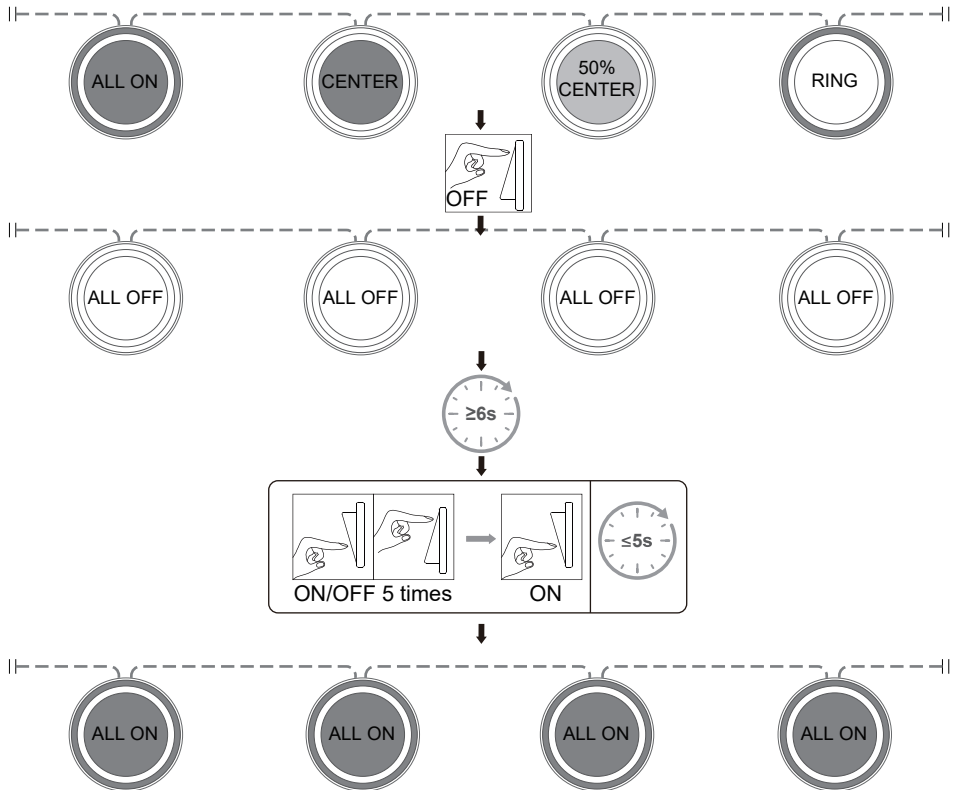 ALL ON
CENTER
50%
CENTER
RING
OFF
ALL OFF
ALL OFF
ALL OFF
ALL OFF
≥6s
≤5s
ON/OFF 5 times
ON
ALL ON
ALL ON
ALL ON
ALL ON